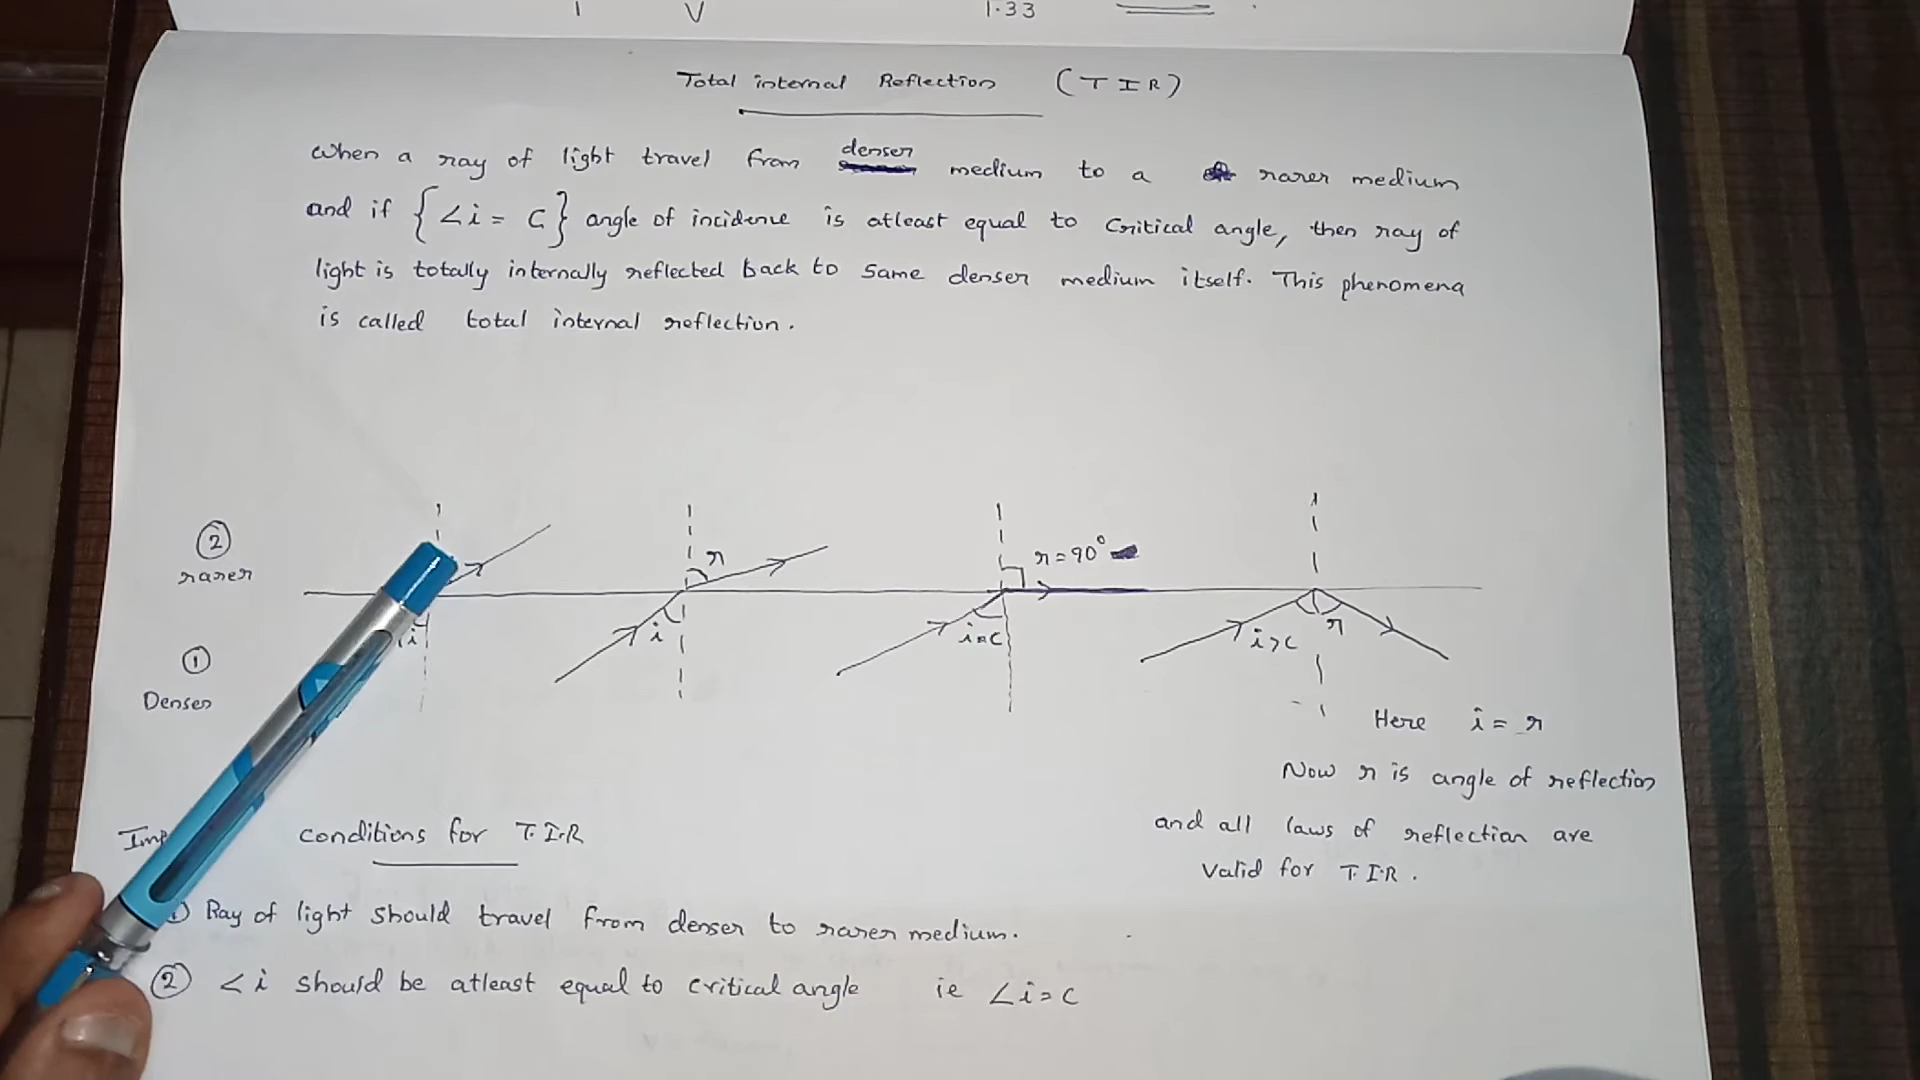 1 V 1.33
Total internal Reflection (TIR)
When a ray of light travel from denser medium to a rarer medium
and if {∠i = C} angle of incidence is atleast equal to Critical angle, then ray of
light is totally internally reflected back to same denser medium itself. This phenomena
is called total internal reflection.
② rarer
r
r = 90°
① Denser
i
i
i=C
i>C
r
Here i = r
Now r is angle of reflection
and all laws of reflection are
valid for T.I.R.
conditions for T.I.R
① Ray of light should travel from denser to rarer medium.
② ∠i should be atleast equal to critical angle ie ∠i=C